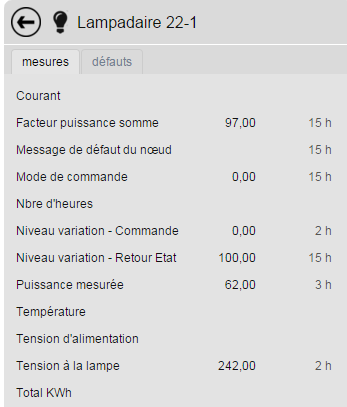 Lampadaire 22-1
mesures défauts
Courant
Facteur puissance somme 97,00 15 h
Message de défaut du nœud 15 h
Mode de commande 0,00 15 h
Nbre d'heures
Niveau variation - Commande 0,00 2 h
Niveau variation - Retour Etat 100,00 15 h
Puissance mesurée 62,00 3 h
Température
Tension d'alimentation
Tension à la lampe 242,00 2 h
Total KWh